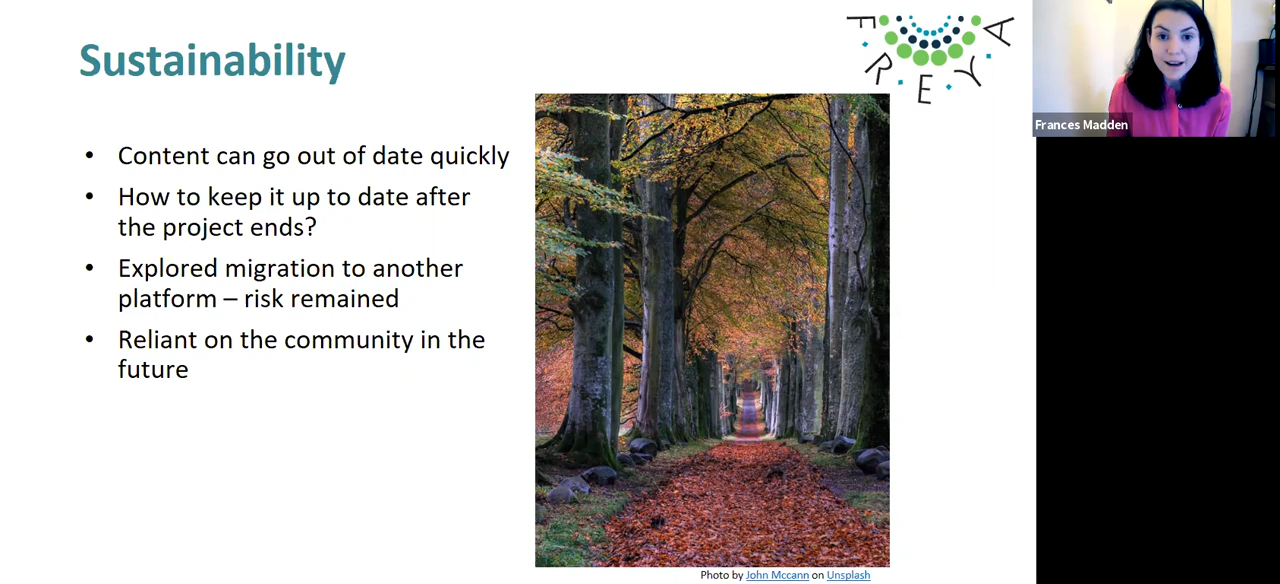 Sustainability
FREYA
Frances Madden
• Content can go out of date quickly
• How to keep it up to date after
the project ends?
• Explored migration to another
platform – risk remained
• Reliant on the community in the
future
Photo by John Mccann on Unsplash